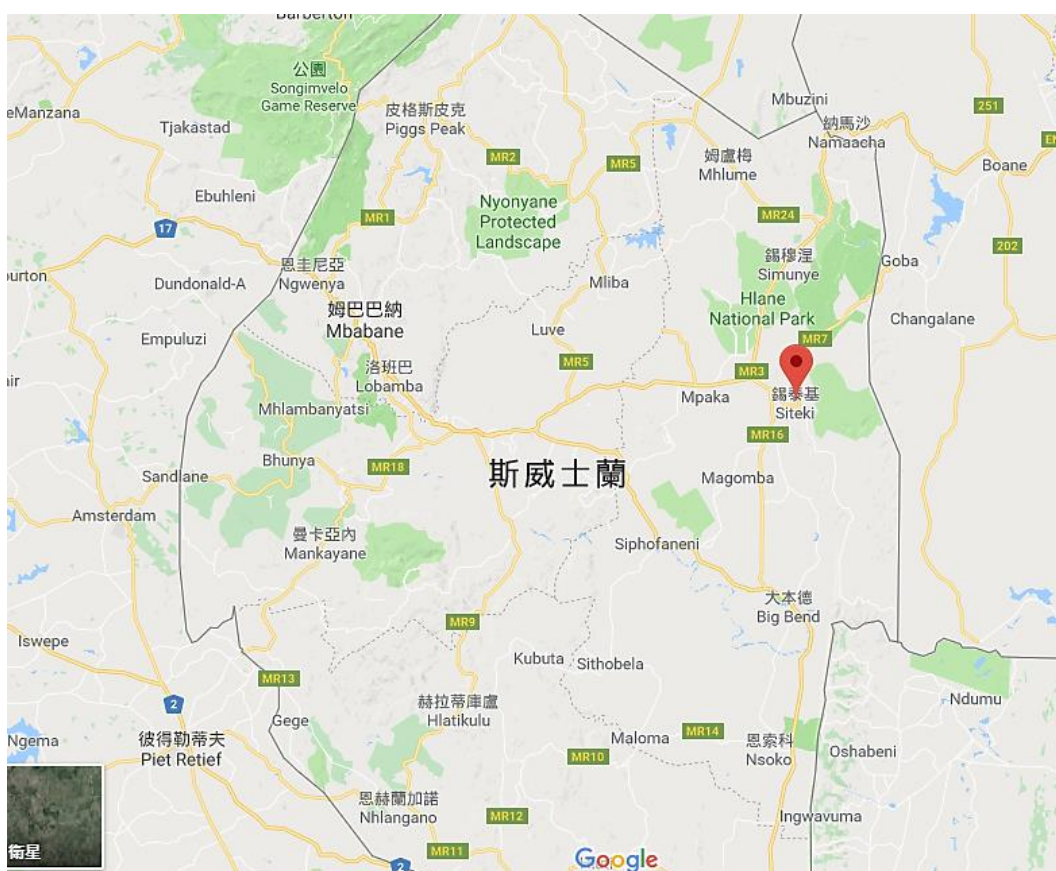 Barberton
公園
Songimvelo
Game Reserve
皮格斯皮克
Piggs Peak
eManzana
Tjakastad
Mbuzini
251
納馬沙
Namaacha
EN
Boane
MR2
MR5
姆盧梅
Mhlume
Ebuhleni
MR1
Nyonyane
Protected
Landscape
MR24
17
202
恩圭尼亞
Ngwenya
錫穆涅
Simunye
Goba
urton
Dundonald-A
Mliba
姆巴巴納
Mbabane
Hlane
National Park
Changalane
Empuluzi
Luve
MR7
洛班巴
Lobamba
MR5
MR3
air
Mpaka
錫泰基
Siteki
Mhlambanyatsi
MR16
Bhunya
MR18
斯威士蘭
Sandlane
Magomba
Amsterdam
曼卡亞內
Mankayane
Siphofaneni
大本德
Big Bend
MR9
Iswepe
Kubuta
Sithobela
MR13
2
赫拉蒂庫盧
Hlatikulu
Ndumu
Gege
Ngema
彼得勒蒂夫
Piet Retief
Maloma
MR14
恩索科
Nsoko
Oshabeni
MR10
恩赫蘭加諾
Nhlangano
MR12
Ingwavuma
衛星
MR11
2
Google